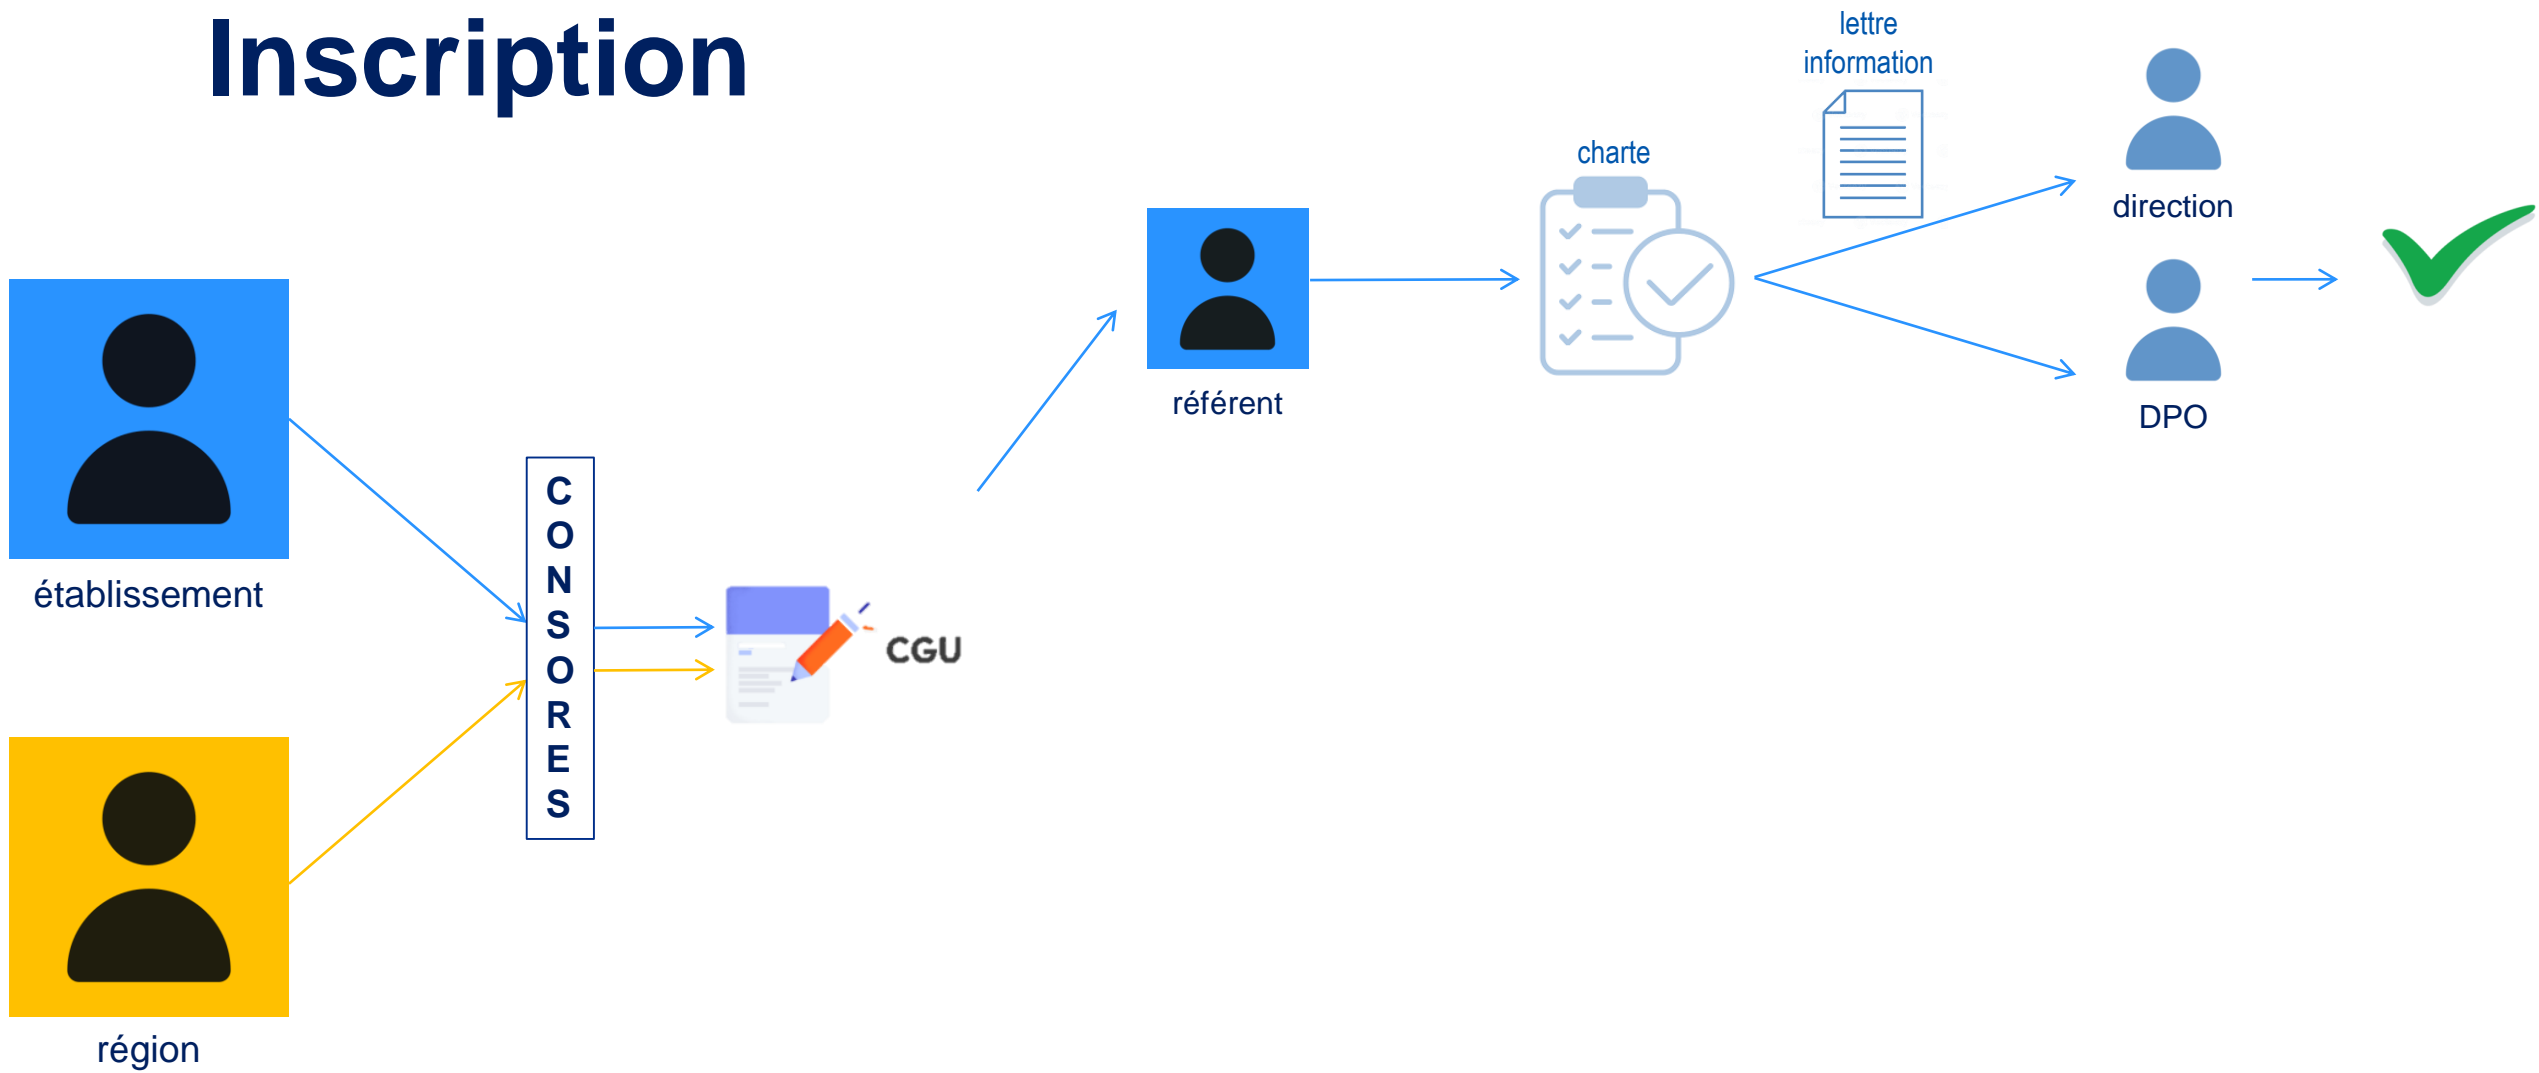 Inscription
lettre
information
charte
direction
référent
DPO
établissement
C
O
N
S
O
R
E
S
CGU
région